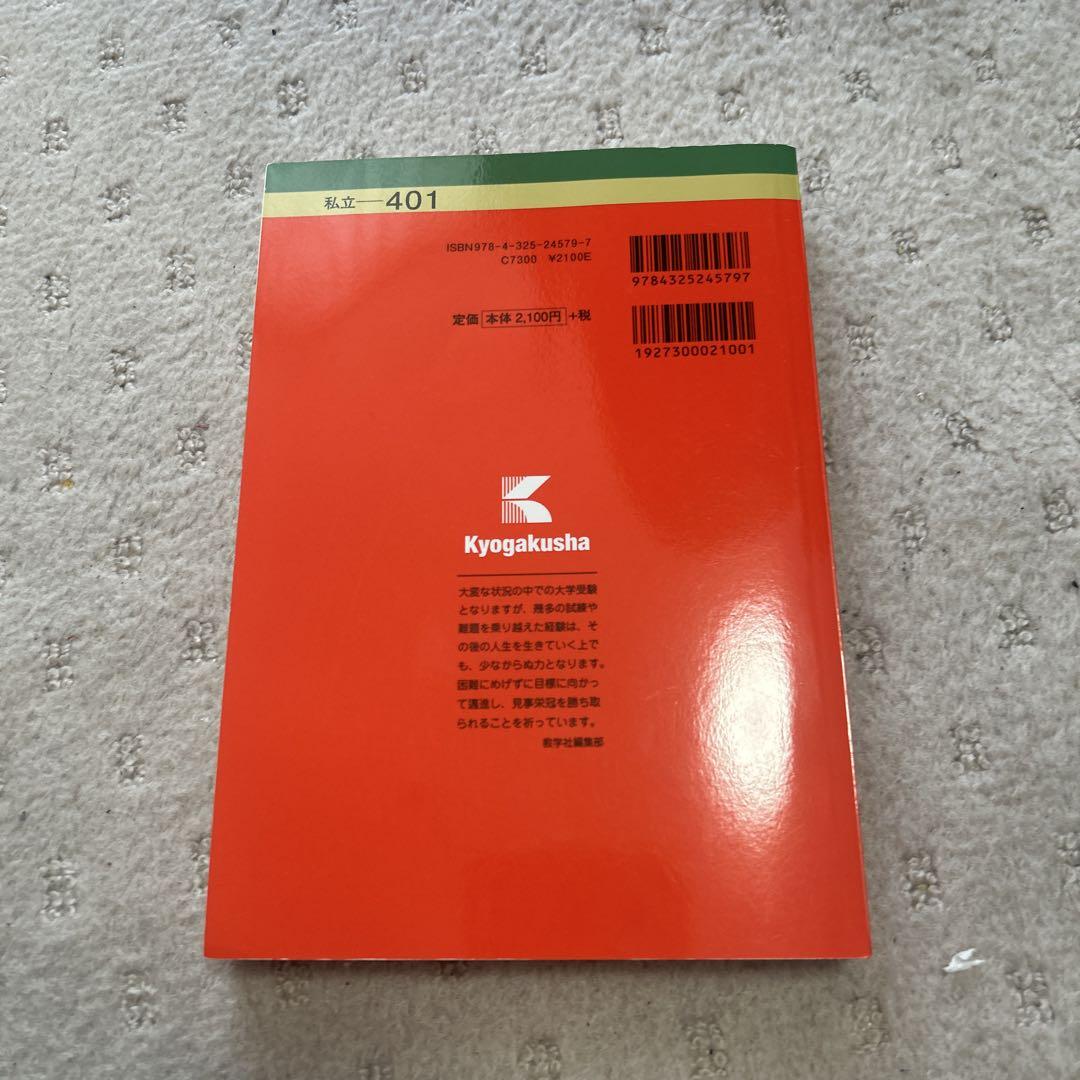 私立―401
ISBN978-4-325-24579-7
C7300 ¥2100E
9784325245797
定価 本体 2,100円 +税
1927300021001
Kyogakusha
大変な状況の中での大学受験
となりますが、幾多の試練や
難題を乗り越えた経験は、そ
の後の人生を生きていく上で
も、少なからぬ力となります。
困難にめげずに目標に向かっ
て邁進し、見事栄冠を勝ち取
られることを祈っています。
教学社編集部